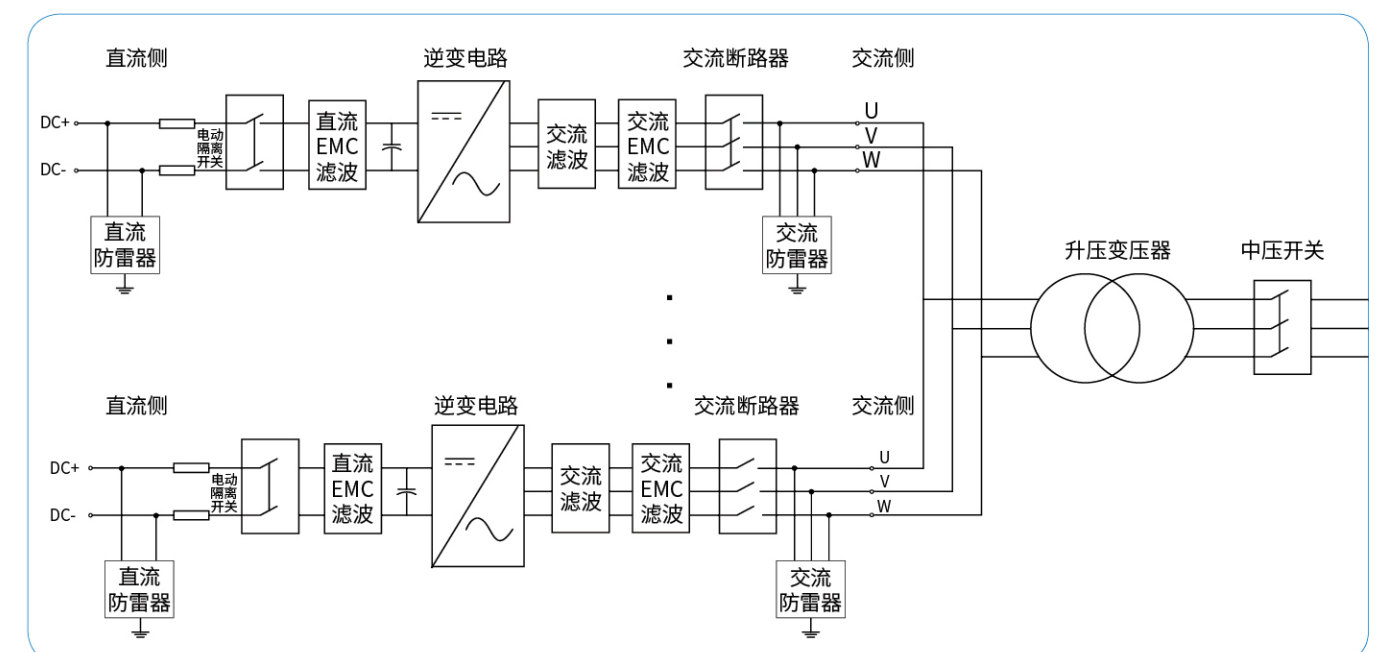 直流侧
逆变电路
交流断路器
交流侧
DC+
DC-
电动
隔离
开关
直流
EMC
滤波
交流
滤波
交流
EMC
滤波
U
V
W
直流
防雷器
交流
防雷器
升压变压器
中压开关
直流侧
逆变电路
交流断路器
交流侧
DC+
DC-
电动
隔离
开关
直流
EMC
滤波
交流
滤波
交流
EMC
滤波
U
V
W
直流
防雷器
交流
防雷器